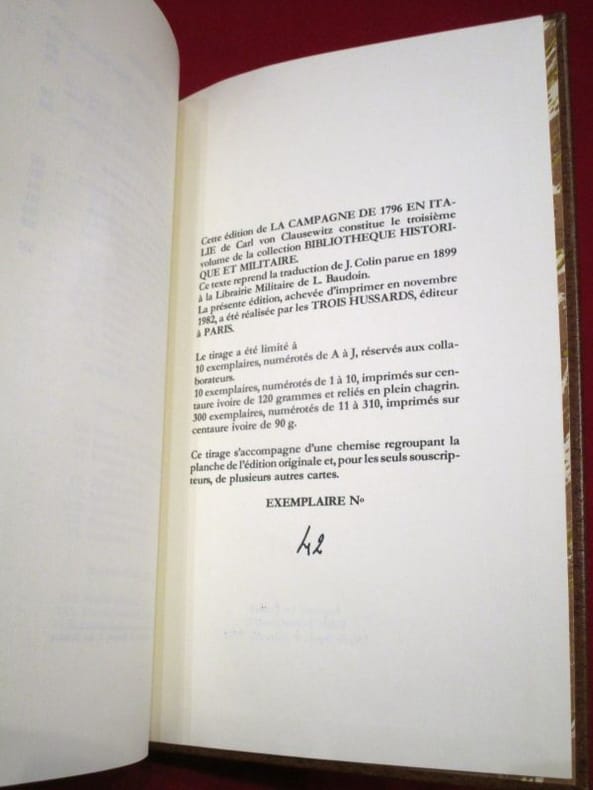 Cette édition de LA CAMPAGNE DE 1796 EN ITA-
LIE de Carl von Clausewitz constitue le troisième
volume de la collection BIBLIOTHEQUE HISTORI-
QUE ET MILITAIRE.
Ce texte reprend la traduction de J. Colin parue en 1899
à la Librairie Militaire de L. Baudoin.
La présente édition, achevée d'imprimer en novembre
1982, a été réalisée par les TROIS HUSSARDS, éditeur
à PARIS.
Le tirage a été limité à
10 exemplaires, numérotés de A à J, réservés aux colla-
borateurs.
10 exemplaires, numérotés de 1 à 10, imprimés sur cen-
taure ivoire de 120 grammes et reliés en plein chagrin.
300 exemplaires, numérotés de 11 à 310, imprimés sur
centaure ivoire de 90 g.
Ce tirage s'accompagne d'une chemise regroupant la
planche de l'édition originale et, pour les seuls souscrip-
teurs, de plusieurs autres cartes.
EXEMPLAIRE No
42